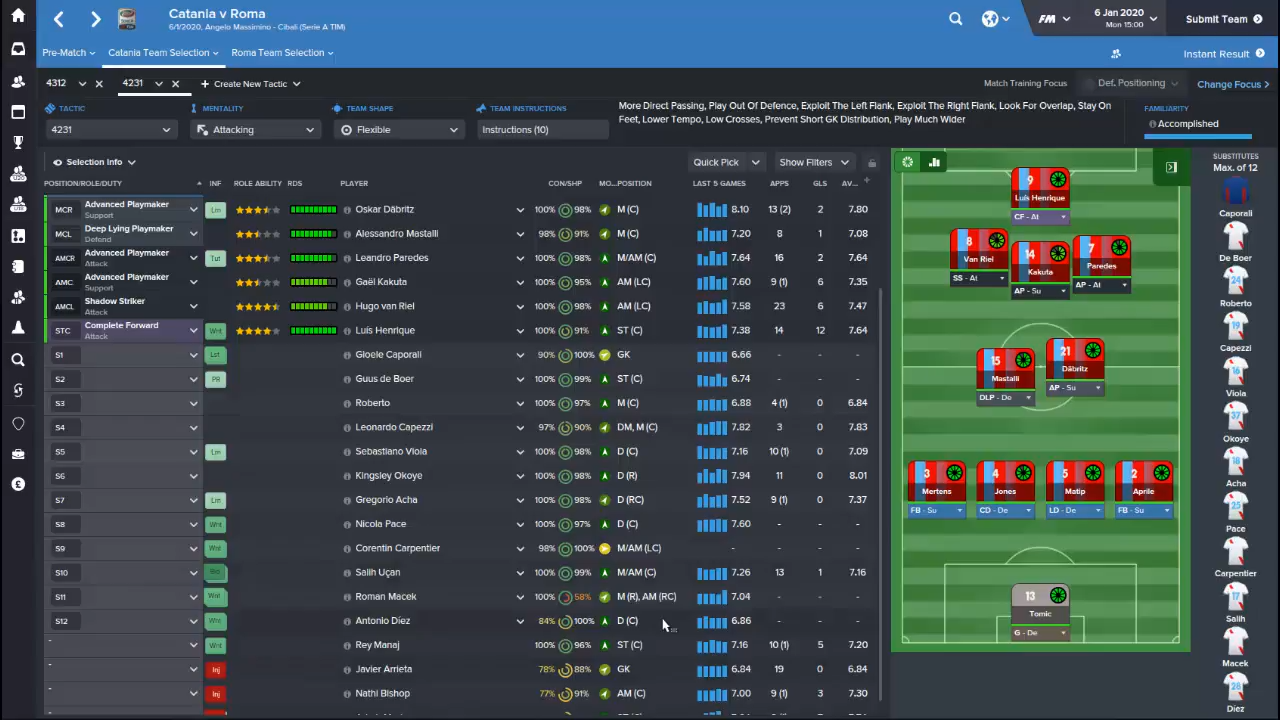 Catania v Roma
6/1/2020, Angelo Massimino - Cibali (Serie A TIM)
FM
6 Jan 2020
Mon 15:00
Submit Team
Pre-Match
Catania Team Selection
Roma Team Selection
Instant Result
4312
4231
Create New Tactic
Match Training Focus
Def. Positioning
Change Focus >
TACTIC
MENTALITY
TEAM SHAPE
TEAM INSTRUCTIONS
More Direct Passing, Play Out Of Defence, Exploit The Left Flank, Exploit The Right Flank, Look For Overlap, Stay On
Feet, Lower Tempo, Low Crosses, Prevent Short GK Distribution, Play Much Wider
FAMILIARITY
4231
Attacking
Flexible
Instructions (10)
Accomplished
Selection Info
Quick Pick
Show Filters
POSITION/ROLE/DUTY INF ROLE ABILITY RDS PLAYER CON/SHP MO... POSITION LAST 5 GAMES APPS GLS AV...
MCR Advanced Playmaker Support Lrn Oskar Däbritz 100% 98% M (C) 8.10 13 (2) 2 7.80
MCL Deep Lying Playmaker Defend Alessandro Mastalli 98% 91% M (C) 7.20 8 1 7.08
AMCR Advanced Playmaker Attack Tut Leandro Paredes 100% 98% M/AM (C) 7.64 16 2 7.64
AMC Advanced Playmaker Support Gaël Kakuta 100% 95% AM (LC) 7.60 9 (1) 6 7.35
AMCL Shadow Striker Attack Hugo van Riel 100% 98% AM (LC) 7.58 23 6 7.47
STC Complete Forward Attack Wnt Luís Henrique 100% 91% ST (C) 7.38 14 12 7.64
S1 Lst Gioele Caporali 90% 100% GK 6.66 - - -
S2 PR Guus de Boer 100% 99% ST (C) 6.74 - - -
S3 Roberto 100% 97% M (C) 6.88 4 (1) 0 6.84
S4 Leonardo Capezzi 97% 90% DM, M (C) 7.82 3 0 7.83
S5 Lrn Sebastiano Viola 100% 98% D (C) 7.16 10 (1) 0 7.09
S6 Kingsley Okoye 100% 98% D (R) 7.94 11 0 8.01
S7 Lrn Gregorio Acha 100% 98% D (RC) 7.52 9 (1) 0 7.37
S8 Wnt Nicola Pace 100% 97% D (C) 7.60 - - -
S9 Wnt Corentin Carpentier 98% 100% M/AM (LC) - - - -
S10 Salih Uçan 100% 99% M/AM (C) 7.26 13 1 7.16
S11 Wnt Roman Macek 100% 58% M (R), AM (RC) 7.04 - - -
S12 Wnt Antonio Díez 84% 100% D (C) 6.86 - - -
- Wnt Rey Manaj 100% 96% ST (C) 7.16 10 (1) 5 7.20
- Inj Javier Arrieta 78% 88% GK 6.84 19 0 6.84
- Inj Nathi Bishop 77% 91% AM (C) 7.00 9 (1) 3 7.30
9
Luís Henrique
CF - At
8
Van Riel
SS - At
14
Kakuta
AP - Su
7
Paredes
AP - At
15
Mastalli
DLP - De
21
Däbritz
AP - Su
3
Mertens
FB - Su
4
Jones
CD - De
5
Matip
LD - De
2
Aprile
FB - Su
13
Tomic
G - De
SUBSTITUTES
Max. of 12
Caporali
De Boer
24
Roberto
19
Capezzi
16
Viola
37
Okoye
18
Acha
25
Pace
Carpentier
17
Salih
19
Macek
28
Díez